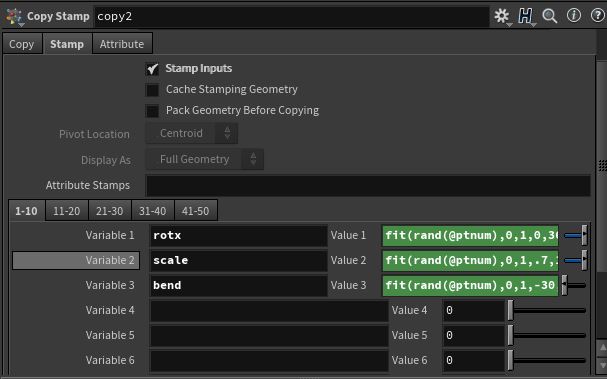 Copy Stamp copy2
Copy Stamp Attribute
Stamp Inputs
Cache Stamping Geometry
Pack Geometry Before Copying
Pivot Location Centroid
Display As Full Geometry
Attribute Stamps
1-10 11-20 21-30 31-40 41-50
Variable 1 rotx Value 1 fit(rand(@ptnum),0,1,0,3
Variable 2 scale Value 2 fit(rand(@ptnum),0,1,.7,
Variable 3 bend Value 3 fit(rand(@ptnum),0,1,-30
Variable 4 Value 4 0
Variable 5 Value 5 0
Variable 6 Value 6 0